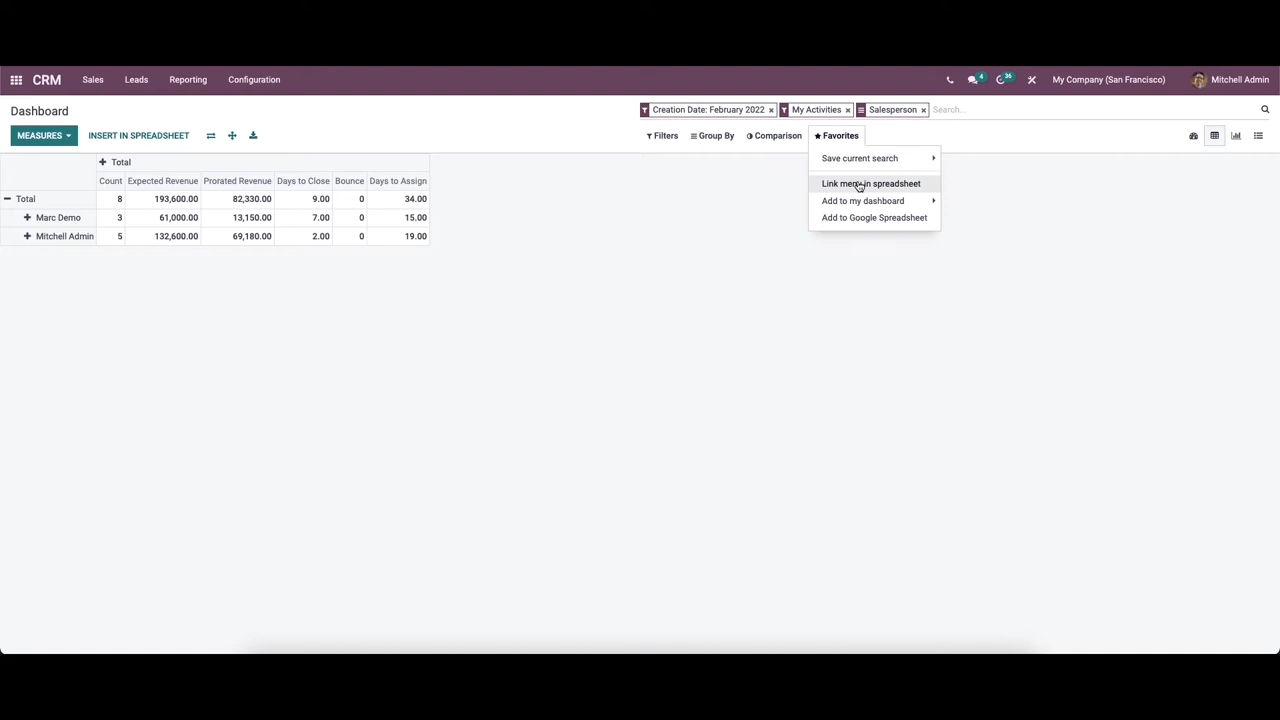 CRM Sales Leads Reporting Configuration 4 36 My Company (San Francisco) Mitchell Admin
Dashboard Creation Date: February 2022 × My Activities × Salesperson × Search...
MEASURES INSERT IN SPREADSHEET Filters Group By Comparison Favorites
Save current search
Link menu in spreadsheet
Add to my dashboard
Add to Google Spreadsheet
Total
Count Expected Revenue Prorated Revenue Days to Close Bounce Days to Assign
Total 8 193,600.00 82,330.00 9.00 0 34.00
Marc Demo 3 61,000.00 13,150.00 7.00 0 15.00
Mitchell Admin 5 132,600.00 69,180.00 2.00 0 19.00